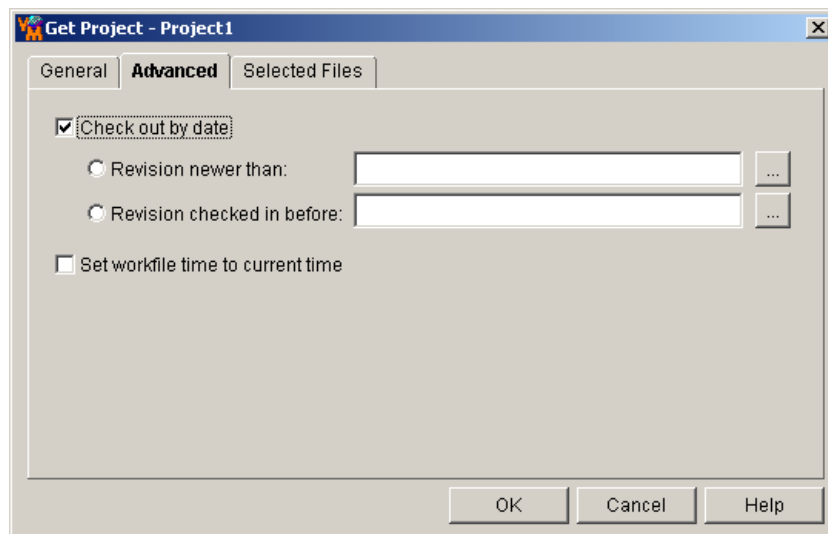 VM Get Project - Project1
General Advanced Selected Files
Check out by date
Revision newer than: ...
Revision checked in before: ...
Set workfile time to current time
OK Cancel Help